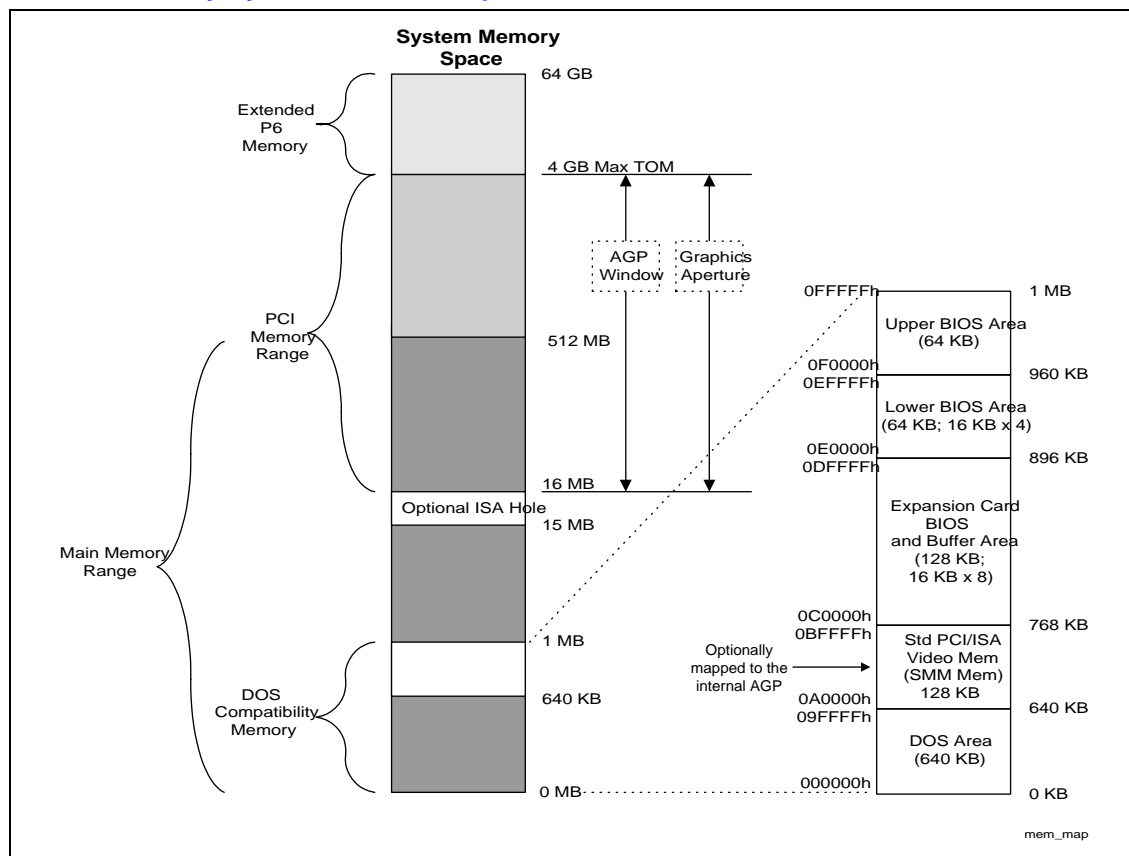 System Memory
Space
64 GB
Extended
P6
Memory
4 GB Max TOM
AGP
Window
Graphics
Aperture
PCI
Memory
Range
512 MB
16 MB
Optional ISA Hole
15 MB
Main Memory
Range
1 MB
DOS
Compatibility
Memory
640 KB
0 MB
0FFFFFh
1 MB
Upper BIOS Area
(64 KB)
0F0000h
0EFFFFh
960 KB
Lower BIOS Area
(64 KB; 16 KB x 4)
0E0000h
0DFFFFh
896 KB
Expansion Card
BIOS
and Buffer Area
(128 KB;
16 KB x 8)
0C0000h
0BFFFFh
768 KB
Optionally
mapped to the
internal AGP
Std PCI/ISA
Video Mem
(SMM Mem)
128 KB
0A0000h
09FFFFh
640 KB
DOS Area
(640 KB)
000000h
0 KB
mem_map